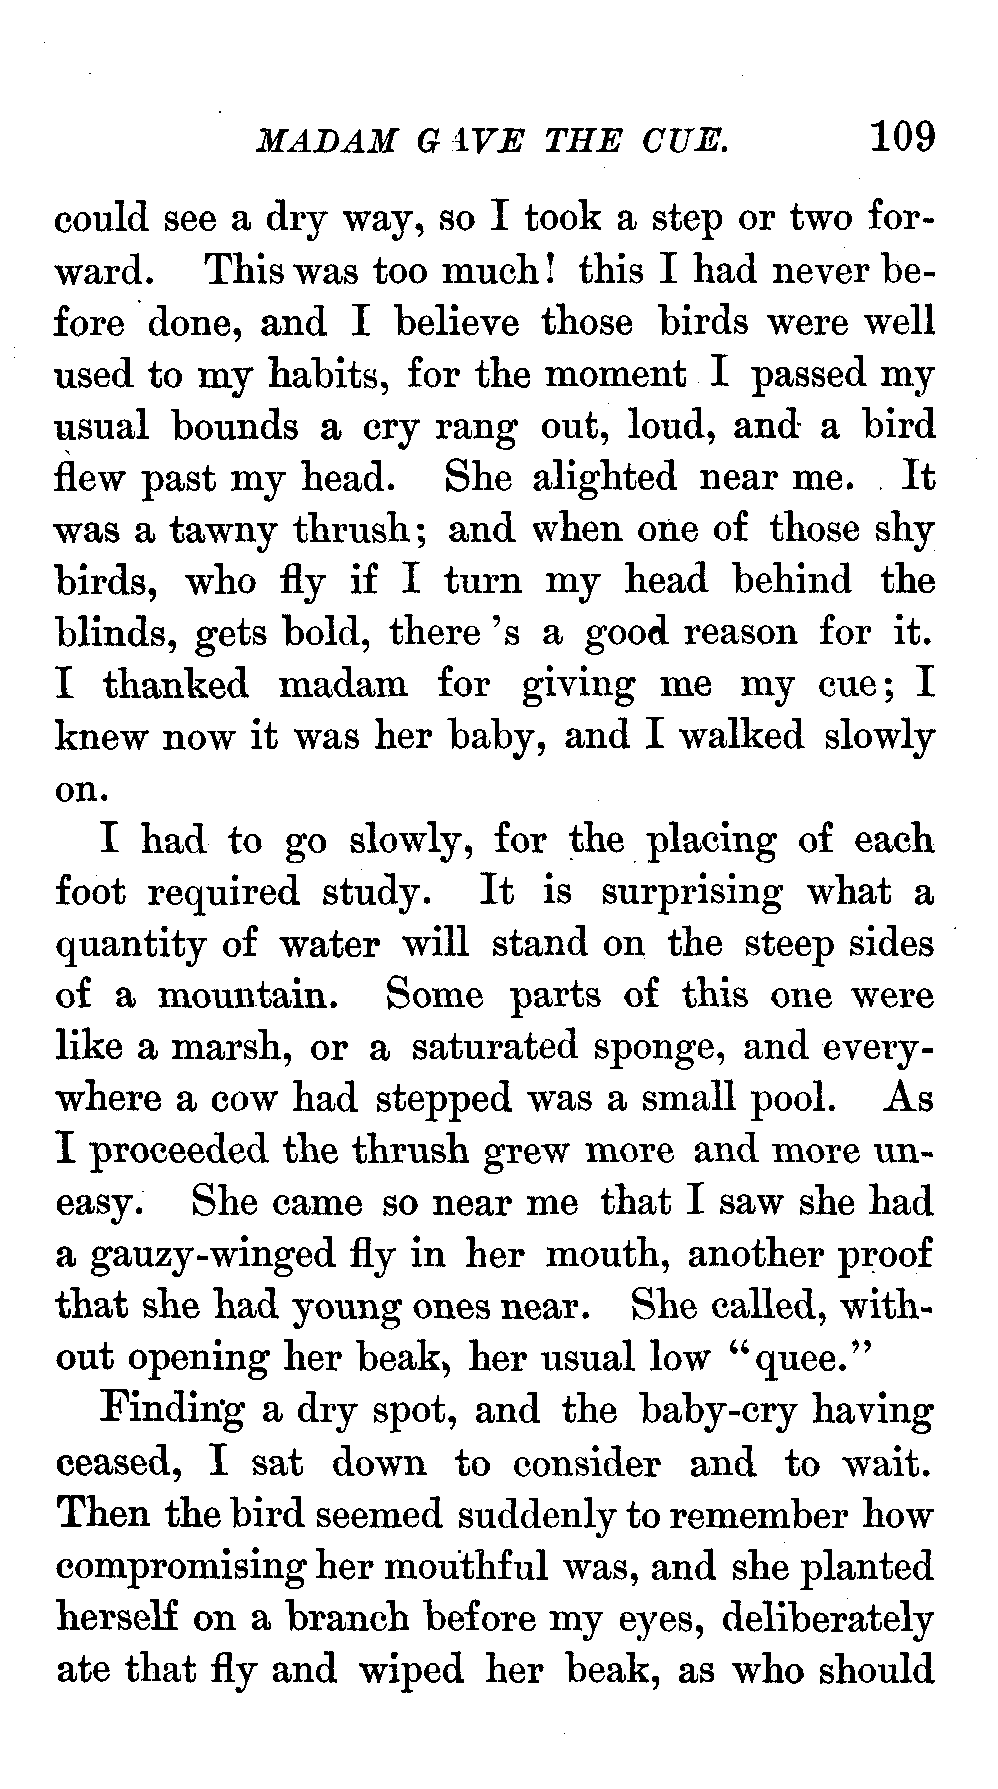 MADAM GAVE THE CUE. 109
could see a dry way, so I took a step or two for-
ward. This was too much! this I had never be-
fore done, and I believe those birds were well
used to my habits, for the moment I passed my
usual bounds a cry rang out, loud, and a bird
flew past my head. She alighted near me. It
was a tawny thrush; and when one of those shy
birds, who fly if I turn my head behind the
blinds, gets bold, there 's a good reason for it.
I thanked madam for giving me my cue; I
knew now it was her baby, and I walked slowly
on.
I had to go slowly, for the placing of each
foot required study. It is surprising what a
quantity of water will stand on the steep sides
of a mountain. Some parts of this one were
like a marsh, or a saturated sponge, and every-
where a cow had stepped was a small pool. As
I proceeded the thrush grew more and more un-
easy. She came so near me that I saw she had
a gauzy-winged fly in her mouth, another proof
that she had young ones near. She called, with-
out opening her beak, her usual low “quee.”
Finding a dry spot, and the baby-cry having
ceased, I sat down to consider and to wait.
Then the bird seemed suddenly to remember how
compromising her mouthful was, and she planted
herself on a branch before my eyes, deliberately
ate that fly and wiped her beak, as who should